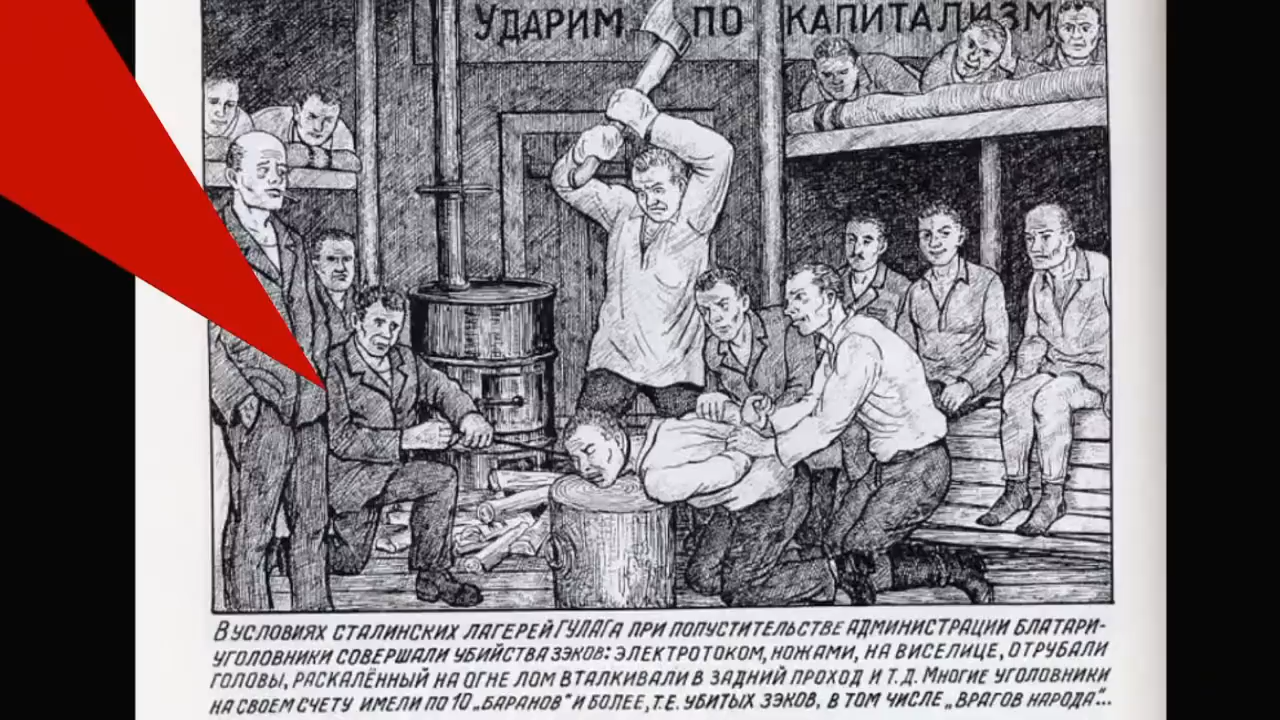 УДАРИМ ПО КАПИТАЛИЗМ
В УСЛОВИЯХ СТАЛИНСКИХ ЛАГЕРЕЙ ГУЛАГА ПРИ ПОПУСТИТЕЛЬСТВЕ АДМИНИСТРАЦИИ БЛАТАРИ-
УГОЛОВНИКИ СОВЕРШАЛИ УБИЙСТВА ЗЭКОВ: ЭЛЕКТРОТОКОМ, НОЖАМИ, НА ВИСЕЛИЦЕ, ОТРУБАЛИ
ГОЛОВЫ, РАСКАЛЁННЫЙ НА ОГНЕ ЛОМ ВТАЛКИВАЛИ В ЗАДНИЙ ПРОХОД И Т.Д. МНОГИЕ УГОЛОВНИКИ
НА СВОЕМ СЧЕТУ ИМЕЛИ ПО 10 „БАРАНОВ" И БОЛЕЕ, Т.Е. УБИТЫХ ЗЭКОВ, В ТОМ ЧИСЛЕ „ВРАГОВ НАРОДА"...